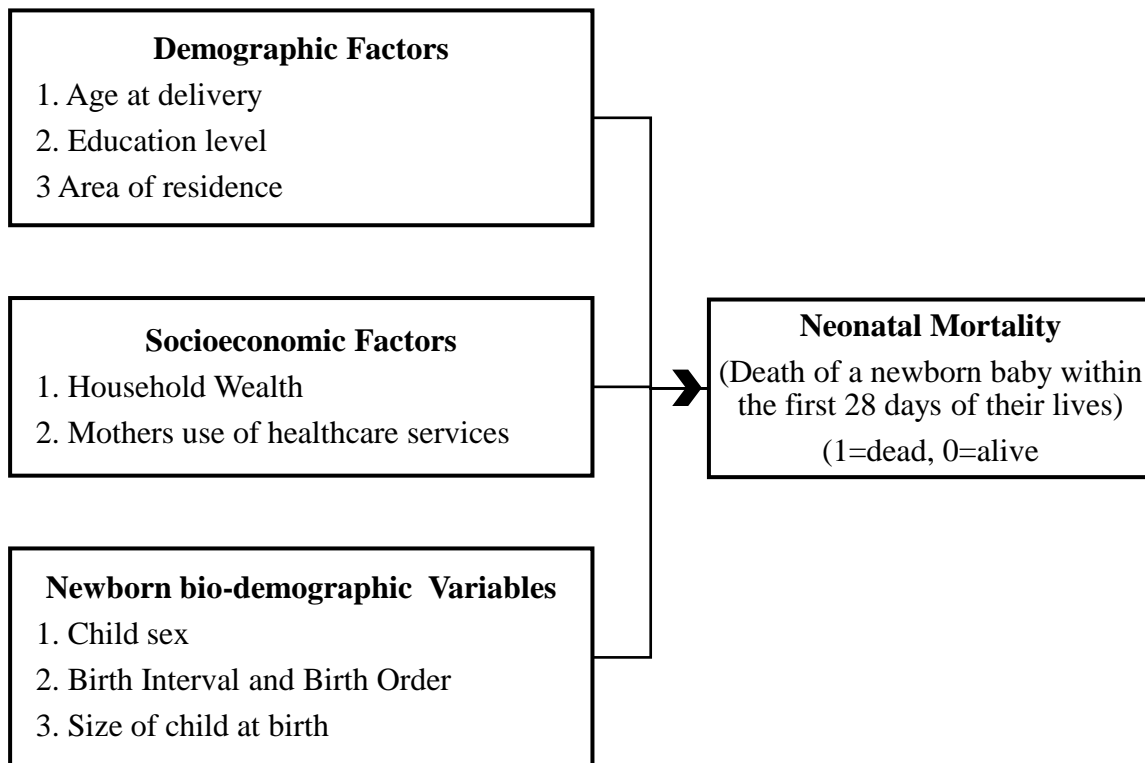 Demographic Factors
1. Age at delivery
2. Education level
3 Area of residence
Socioeconomic Factors
1. Household Wealth
2. Mothers use of healthcare services
Newborn bio-demographic  Variables
1. Child sex
2. Birth Interval and Birth Order
3. Size of child at birth
Neonatal Mortality
(Death of a newborn baby within
the first 28 days of their lives)
(1=dead, 0=alive